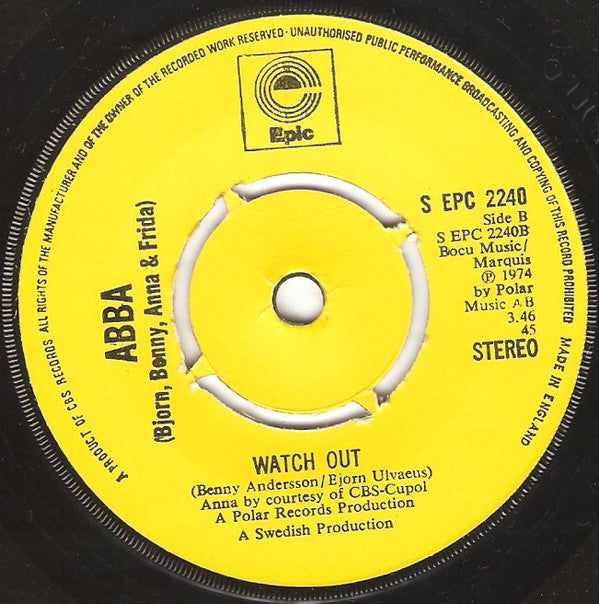 A PRODUCT OF CBS RECORDS ALL RIGHTS OF THE MANUFACTURER AND OF THE OWNER OF THE RECORDED WORK RESERVED · UNAUTHORISED PUBLIC PERFORMANCE BROADCASTING AND COPYING OF THIS RECORD PROHIBITED MADE IN ENGLAND
Epic
ABBA
(Bjorn, Benny, Anna & Frida)
S EPC 2240
Side B
S EPC 2240B
Bocu Music/
Marquis
℗ 1974
by Polar
Music AB
3.46
45
STEREO
WATCH OUT
(Benny Andersson/Ejorn Ulvaeus)
Anna by courtesy of CBS-Cupol
A Polar Records Production
A Swedish Production